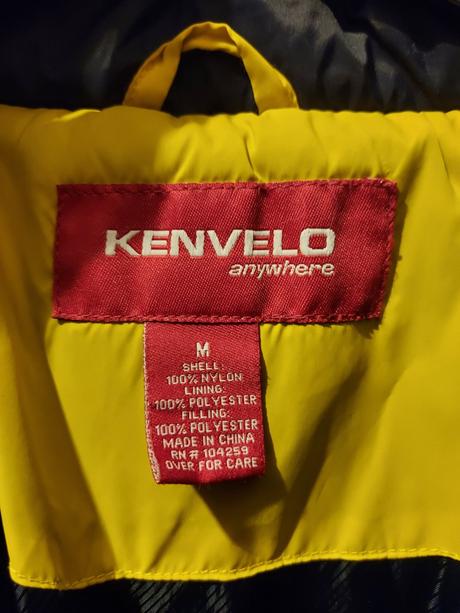 KENVELO
anywhere
M
SHELL:
100% NYLON
LINING:
100% POLYESTER
FILLING:
100% POLYESTER
MADE IN CHINA
RN# 104259
OVER FOR CARE